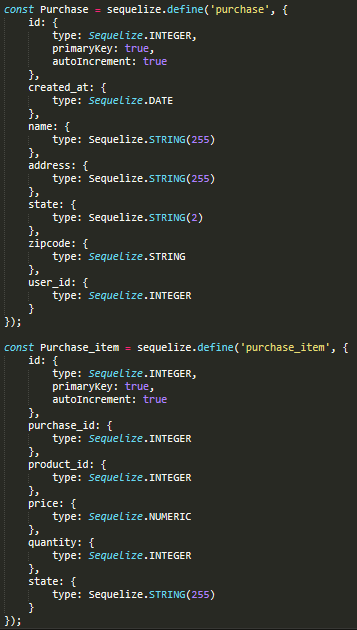 const Purchase = sequelize.define('purchase', {
    id: {
        type: Sequelize.INTEGER,
        primaryKey: true,
        autoIncrement: true
    },
    created_at: {
        type: Sequelize.DATE
    },
    name: {
        type: Sequelize.STRING(255)
    },
    address: {
        type: Sequelize.STRING(255)
    },
    state: {
        type: Sequelize.STRING(2)
    },
    zipcode: {
        type: Sequelize.STRING
    },
    user_id: {
        type: Sequelize.INTEGER
    }
});

const Purchase_item = sequelize.define('purchase_item', {
    id: {
        type: Sequelize.INTEGER,
        primaryKey: true,
        autoIncrement: true
    },
    purchase_id: {
        type: Sequelize.INTEGER
    },
    product_id: {
        type: Sequelize.INTEGER
    },
    price: {
        type: Sequelize.NUMERIC
    },
    quantity: {
        type: Sequelize.INTEGER
    },
    state: {
        type: Sequelize.STRING(255)
    }
});